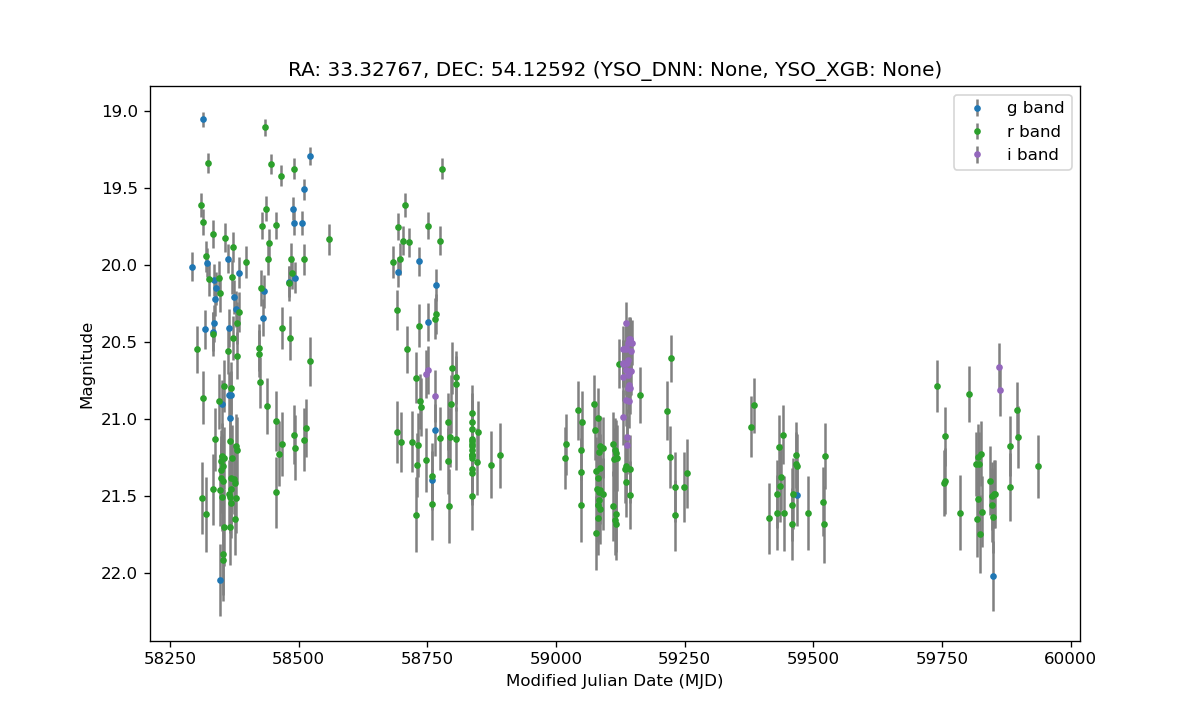 RA: 33.32767, DEC: 54.12592 (YSO_DNN: None, YSO_XGB: None)
g band
r band
i band
19.0
19.5
20.0
20.5
21.0
21.5
22.0
Magnitude
58250 58500 58750 59000 59250 59500 59750 60000
Modified Julian Date (MJD)